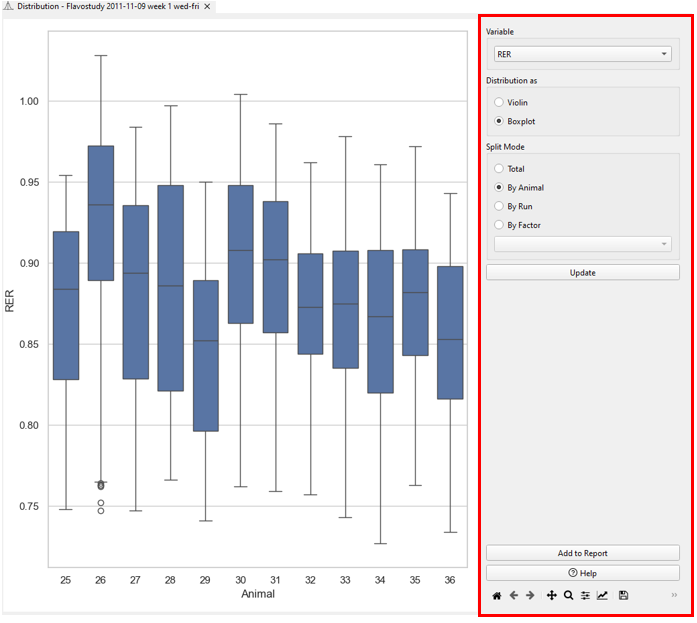 Distribution - Flavostudy 2011-11-09 week 1 wed-fri ×
RER
1.00
0.95
0.90
0.85
0.80
0.75
25 26 27 28 29 30 31 32 33 34 35 36
Animal
Variable
RER
Distribution as
Violin
Boxplot
Split Mode
Total
By Animal
By Run
By Factor
Update
Add to Report
Help